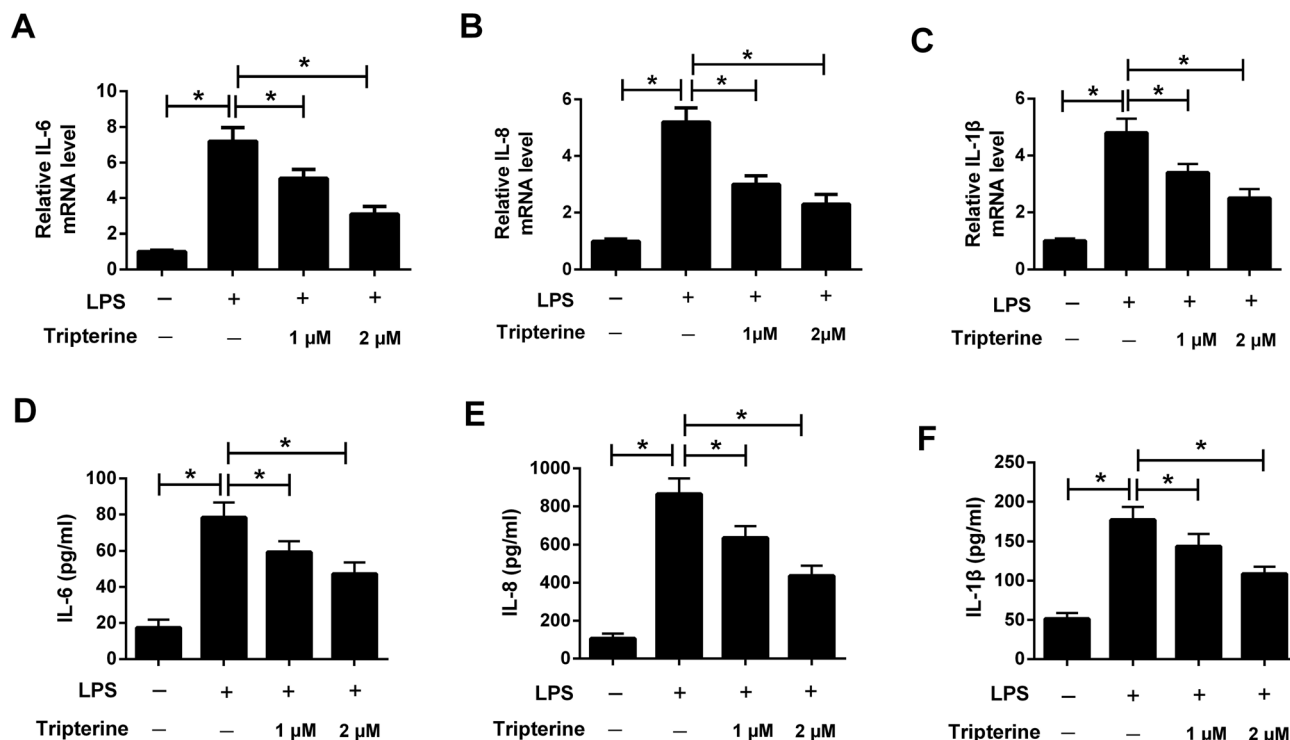 A
Relative IL-6
mRNA level
10
8
6
4
2
0
* * *
LPS − + + +
Tripterine − − 1 μM 2 μM
B
Relative IL-8
mRNA level
6
4
2
0
* * *
LPS − + + +
Tripterine − − 1μM 2μM
C
Relative IL-1β
mRNA level
6
4
2
0
* * *
LPS − + + +
Tripterine − − 1 μM 2 μM
D
IL-6 (pg/ml)
100
80
60
40
20
0
* * *
LPS − + + +
Tripterine − − 1 μM 2 μM
E
IL-8 (pg/ml)
1000
800
600
400
200
0
* * *
LPS − + + +
Tripterine − − 1 μM 2 μM
F
IL-1β (pg/ml)
250
200
150
100
50
0
* * *
LPS − + + +
Tripterine − − 1 μM 2 μM